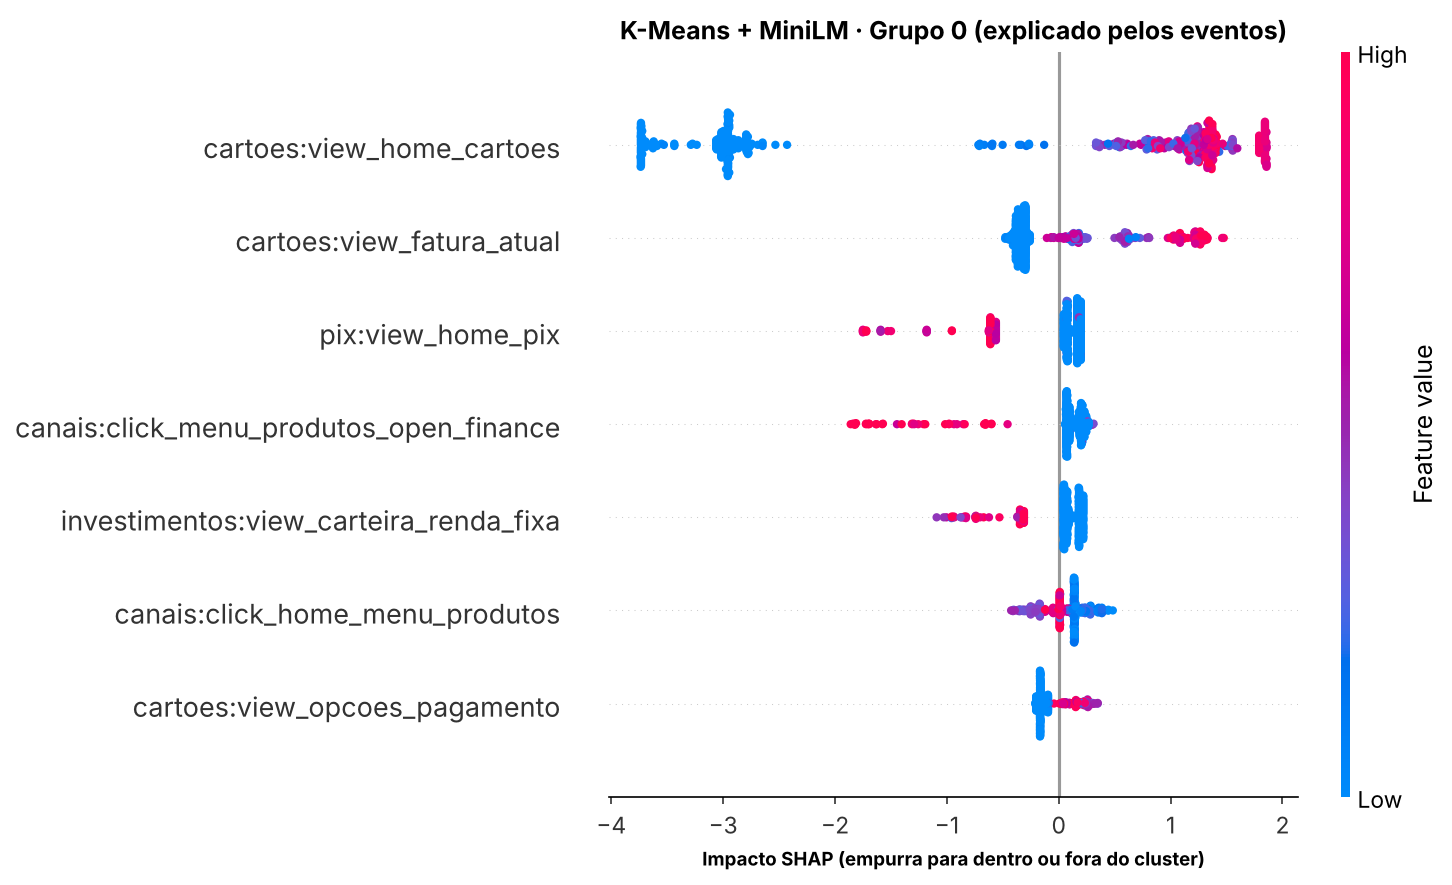 K-Means + MiniLM · Grupo 0 (explicado pelos eventos)
High
cartoes:view_home_cartoes
cartoes:view_fatura_atual
pix:view_home_pix
canais:click_menu_produtos_open_finance
investimentos:view_carteira_renda_fixa
canais:click_home_menu_produtos
cartoes:view_opcoes_pagamento
Feature value
Low
−4 −3 −2 −1 0 1 2
Impacto SHAP (empurra para dentro ou fora do cluster)